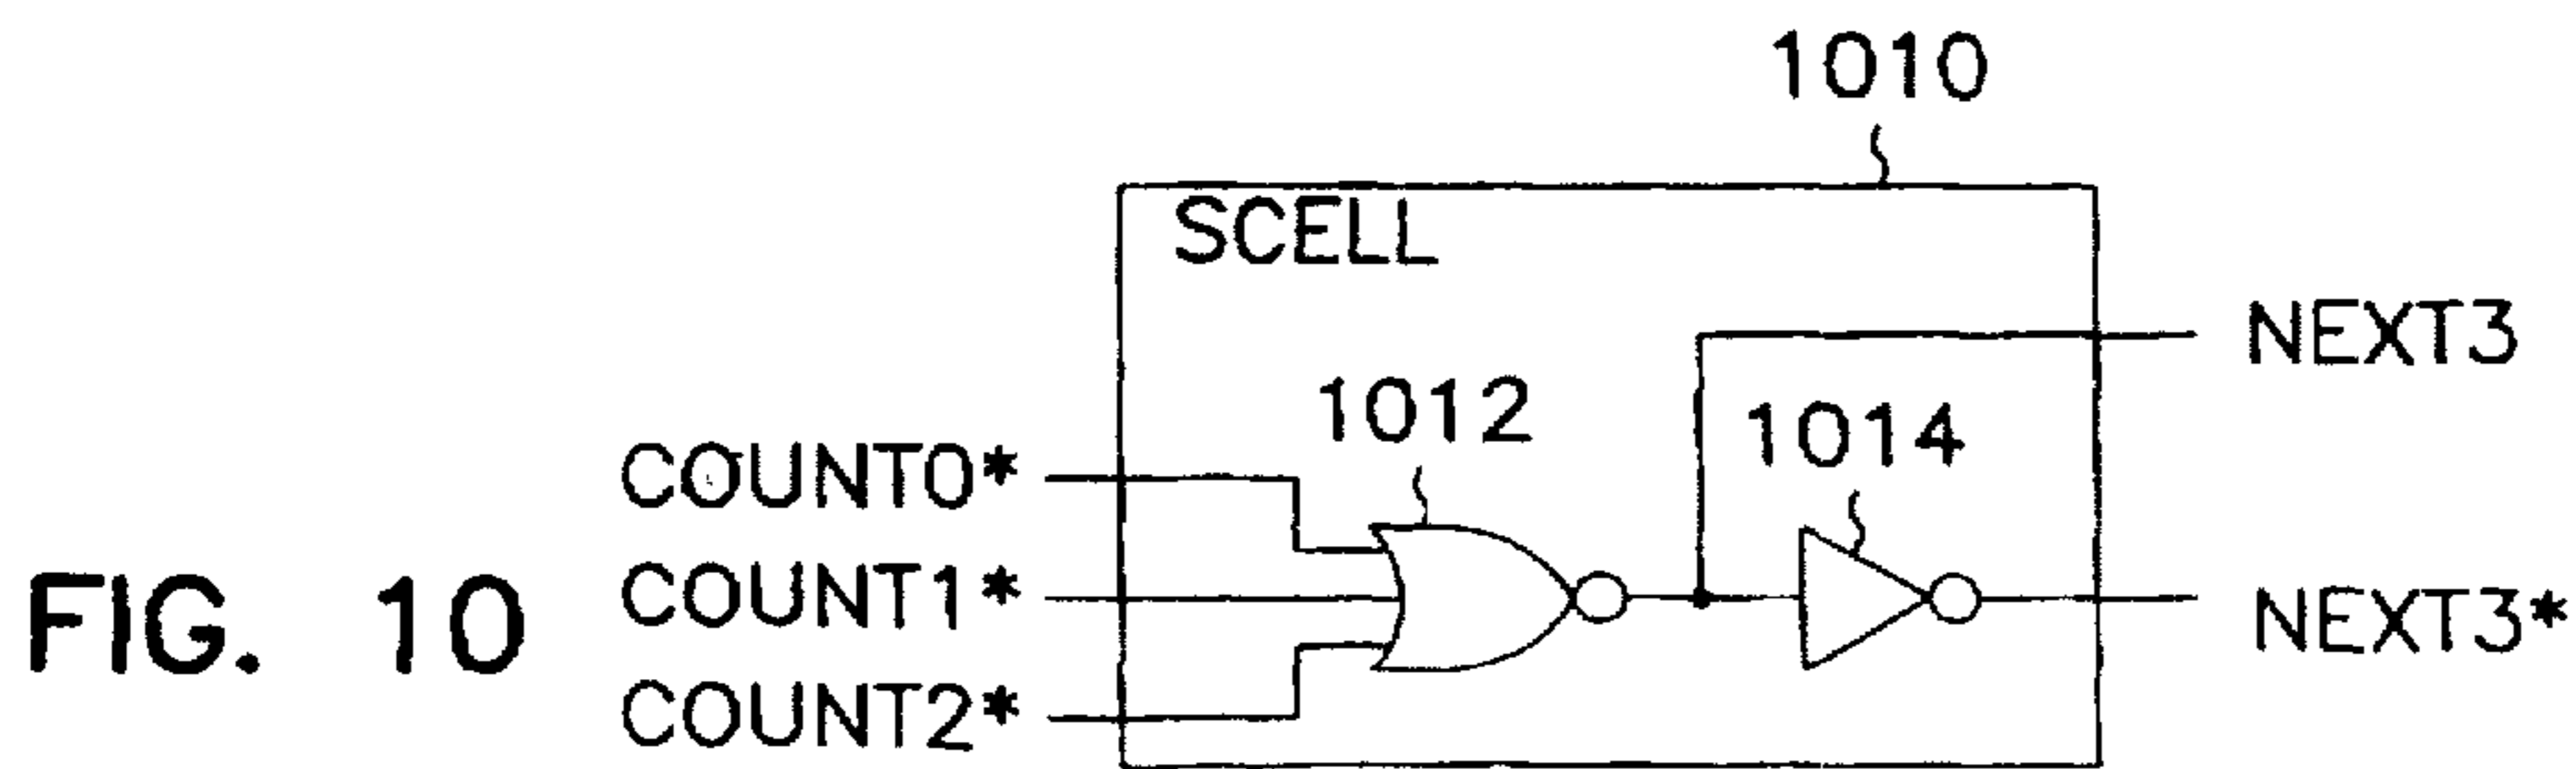 1010
SCELL
NEXT3
1012
1014
COUNT0*
COUNT1*
NEXT3*
FIG. 10
COUNT2*